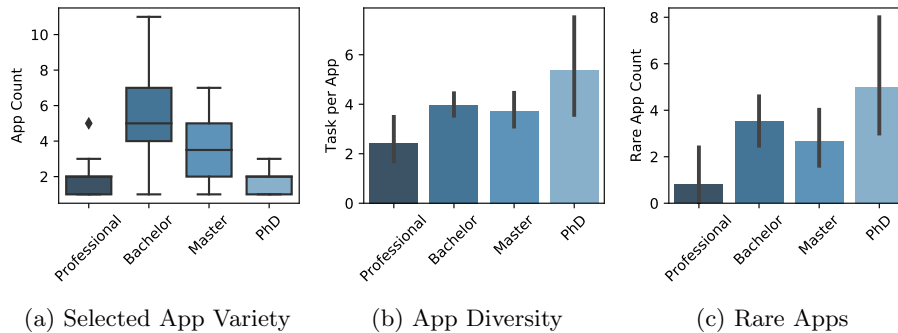 App Count
10
8
6
4
2
Professional
Bachelor
Master
PhD
(a) Selected App Variety
Task per App
6
4
2
0
Professional
Bachelor
Master
PhD
(b) App Diversity
Rare App Count
8
6
4
2
0
Professional
Bachelor
Master
PhD
(c) Rare Apps